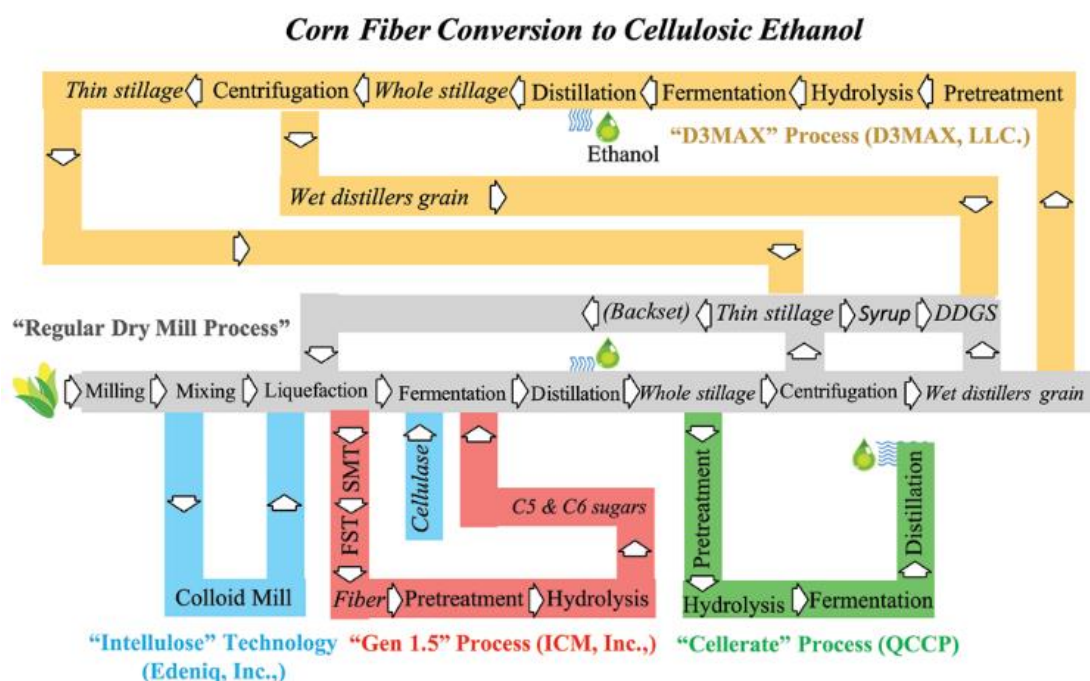 Corn Fiber Conversion to Cellulosic Ethanol
Thin stillage Centrifugation Whole stillage Distillation Fermentation Hydrolysis Pretreatment
"D3MAX" Process (D3MAX, LLC.)
Ethanol
Wet distillers grain
"Regular Dry Mill Process"
(Backset) Thin stillage Syrup DDGS
Milling Mixing Liquefaction Fermentation Distillation Whole stillage Centrifugation Wet distillers grain
SMT
FST
Cellulase
C5 & C6 sugars
Pretreatment
Distillation
Colloid Mill
Fiber Pretreatment Hydrolysis
Hydrolysis Fermentation
"Intellulose" Technology
(Edeniq, Inc.,)
"Gen 1.5" Process (ICM, Inc.,)
"Cellerate" Process (QCCP)